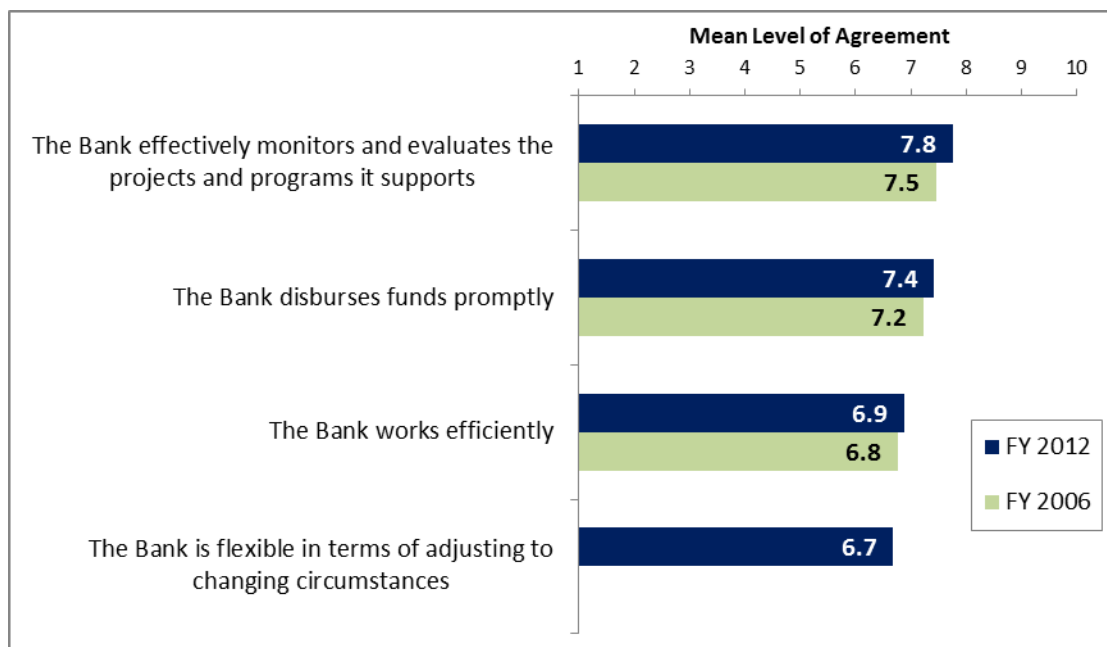 Mean Level of Agreement
1 2 3 4 5 6 7 8 9 10
The Bank effectively monitors and evaluates the
projects and programs it supports
7.8
7.5
The Bank disburses funds promptly
7.4
7.2
The Bank works efficiently
6.9
6.8
The Bank is flexible in terms of adjusting to
changing circumstances
6.7
FY 2012
FY 2006